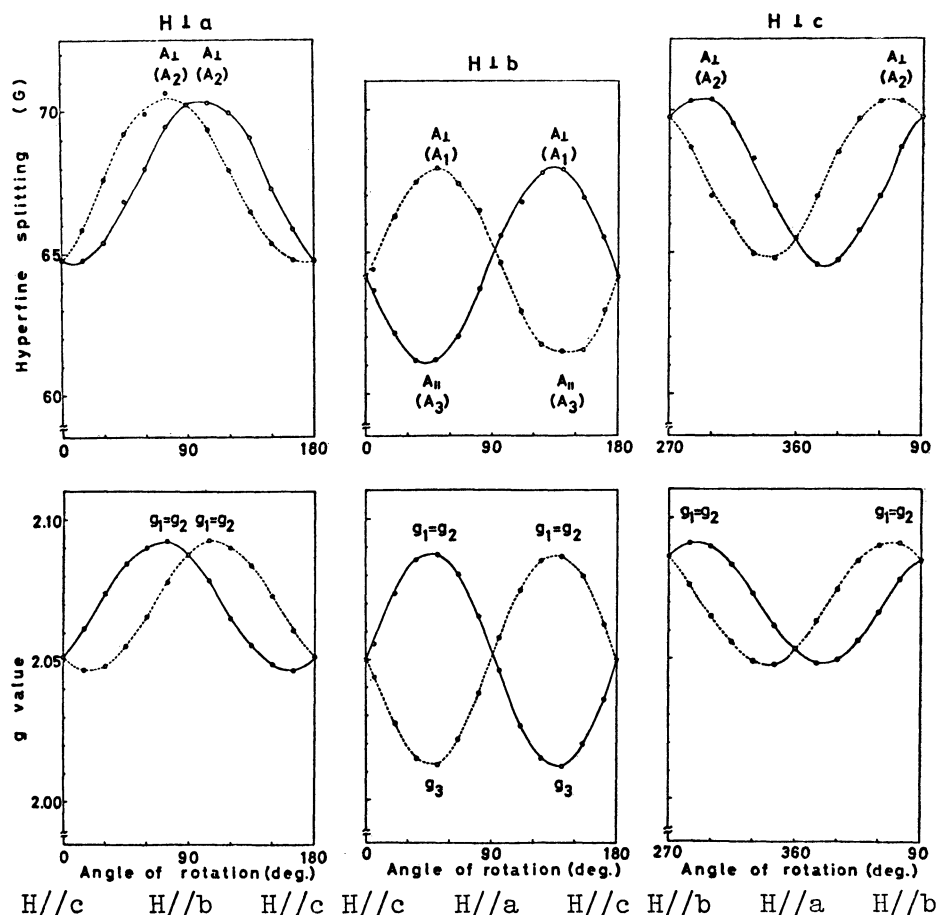 H ⊥ a
H ⊥ b
H ⊥ c
Hyperfine splitting (G)
70
65
60
A⊥ A⊥
(A2) (A2)
0 90 180
A⊥ A⊥
(A1) (A1)
A|| A||
(A3) (A3)
0 90 180
A⊥ A⊥
(A2) (A2)
270 360 90
g value
2.10
2.05
2.00
g1=g2 g1=g2
0 90 180
Angle of rotation (deg.)
g1=g2 g1=g2
g3 g3
0 90 180
Angle of rotation (deg.)
g1=g2 g1=g2
270 360 90
Angle of rotation (deg.)
H//c H//b H//c H//c H//a H//c H//b H//a H//b